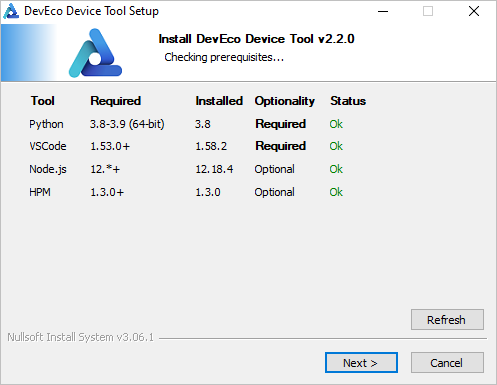 DevEco Device Tool Setup
Install DevEco Device Tool v2.2.0
Checking prerequisites...
Tool Required Installed Optionality Status
Python 3.8-3.9 (64-bit) 3.8 Required Ok
VSCode 1.53.0+ 1.58.2 Required Ok
Node.js 12.*+ 12.18.4 Optional Ok
HPM 1.3.0+ 1.3.0 Optional Ok
Refresh
Nullsoft Install System v3.06.1
Next > Cancel